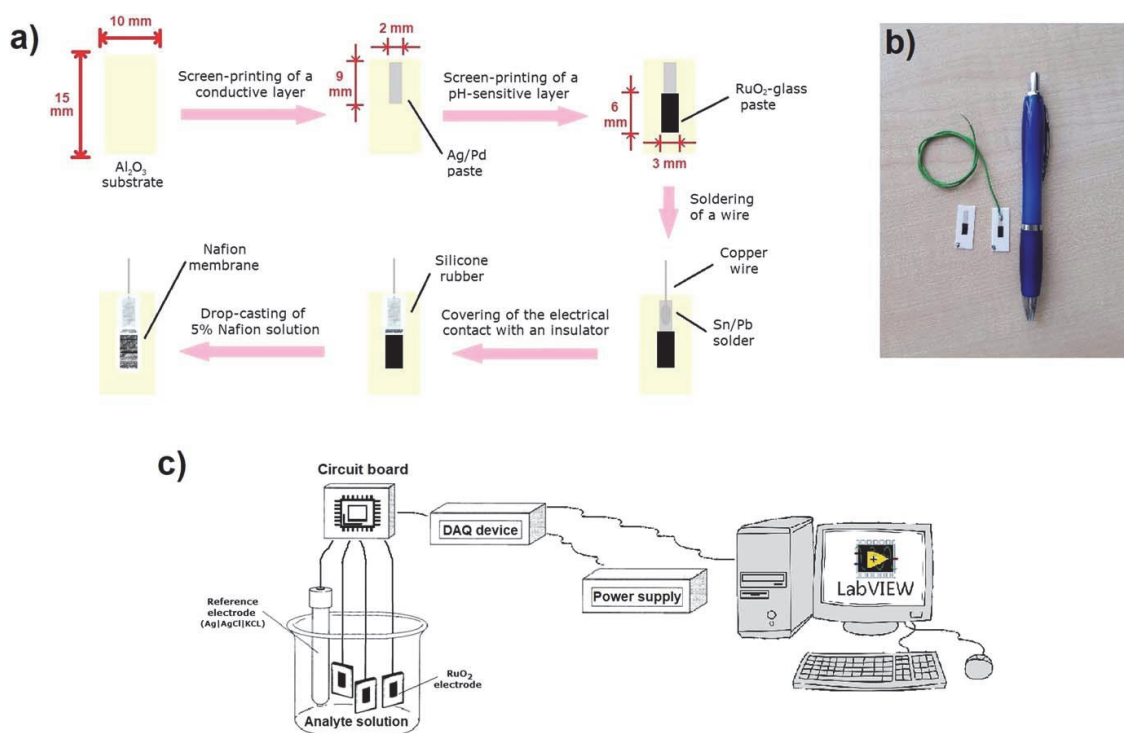 a)
10 mm
15
mm
Al₂O₃
substrate
Screen-printing of a
conductive layer
2 mm
9
mm
Ag/Pd
paste
Screen-printing of a
pH-sensitive layer
6
mm
3 mm
RuO₂-glass
paste
Soldering
of a wire
Copper
wire
Sn/Pb
solder
Covering of the electrical
contact with an insulator
Silicone
rubber
Drop-casting of
5% Nafion solution
Nafion
membrane
b)
c)
Circuit board
DAQ device
Power supply
LabVIEW
Reference
electrode
(Ag|AgCl|KCL)
RuO₂
electrode
Analyte solution